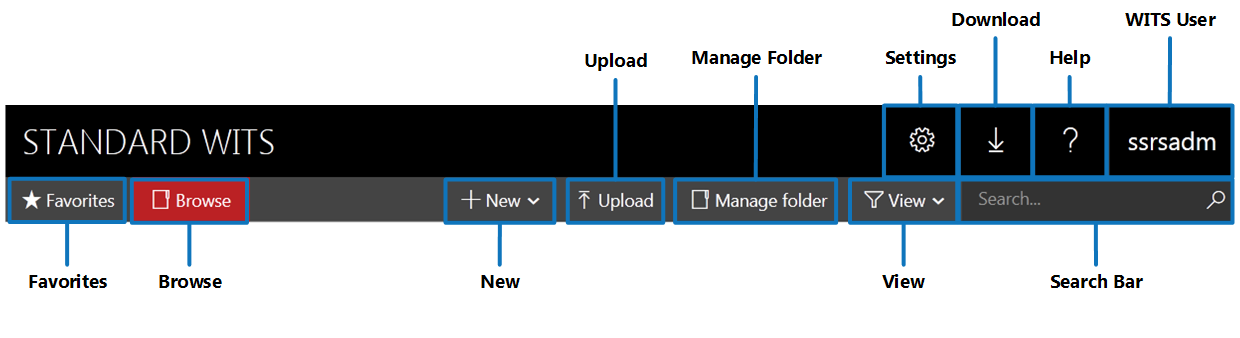 Download WITS User
Upload Manage Folder Settings Help
STANDARD WITS ? ssrsadm
Favorites Browse New Upload Manage folder View Search...
Favorites Browse New View Search Bar